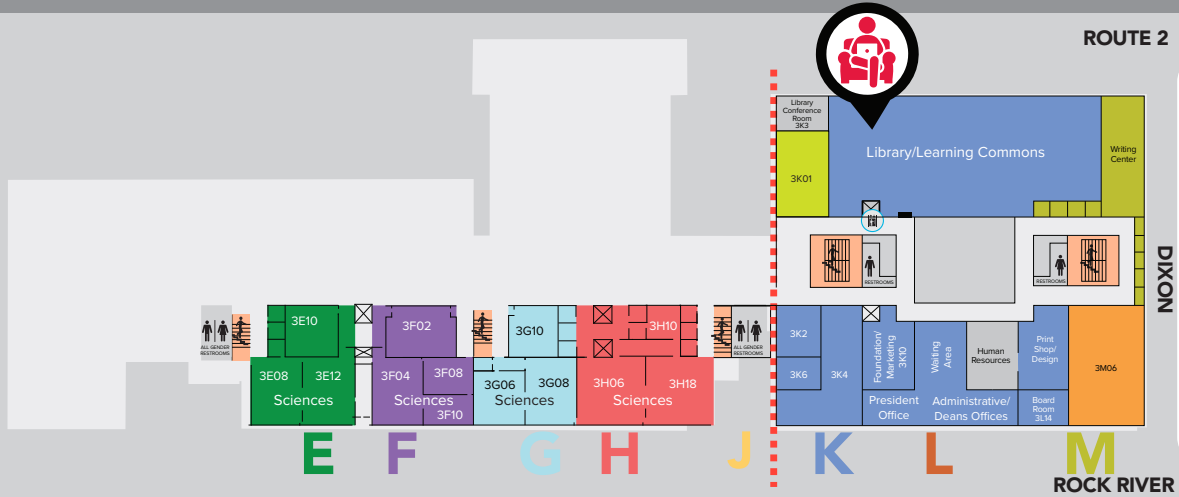 ROUTE 2
Library
Conference
Room
3K3
Library/Learning Commons
Writing
Center
3K01
DIXON
RESTROOMS
RESTROOMS
3E10
3F02
3G10
3H10
ALL GENDER
RESTROOMS
ALL GENDER
RESTROOMS
3E08
3E12
Sciences
3F04
3F08
Sciences
3F10
3G06
3G08
Sciences
3H06
3H18
Sciences
3K2
3K6
3K4
Foundation/
Marketing
3K10
Waiting
Area
Human
Resources
Print
Shop/
Design
3M06
President
Office
Administrative/
Deans Offices
Board
Room
3L14
E
F
G
H
J
K
L
M
ROCK RIVER